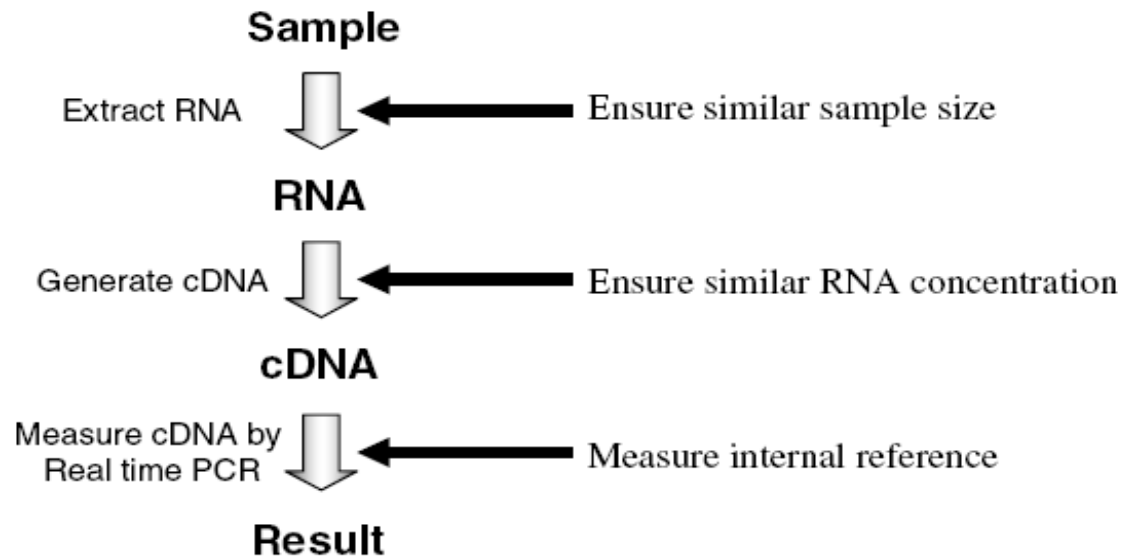 Sample
Extract RNA
Ensure similar sample size
RNA
Generate cDNA
Ensure similar RNA concentration
cDNA
Measure cDNA by
Real time PCR
Measure internal reference
Result